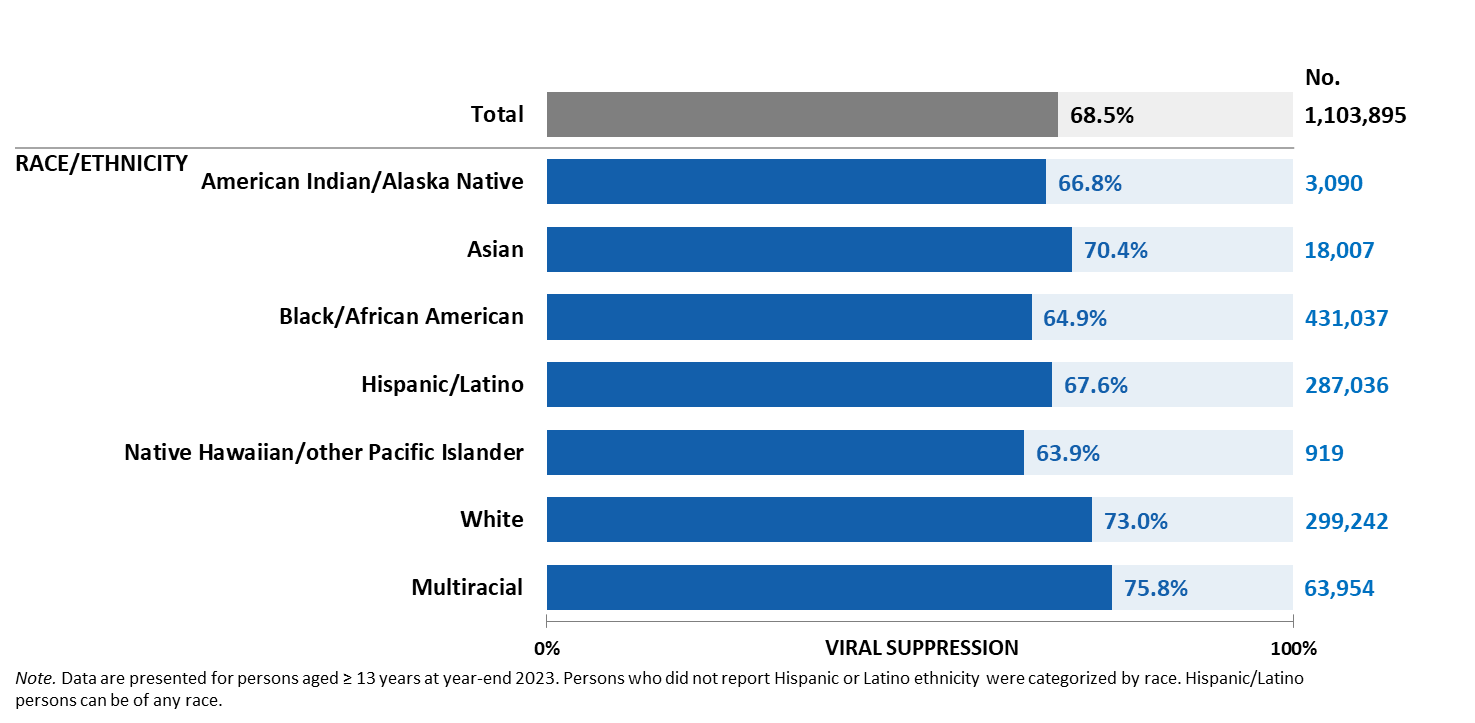 No.
Total 68.5% 1,103,895
RACE/ETHNICITY
American Indian/Alaska Native 66.8% 3,090
Asian 70.4% 18,007
Black/African American 64.9% 431,037
Hispanic/Latino 67.6% 287,036
Native Hawaiian/other Pacific Islander 63.9% 919
White 73.0% 299,242
Multiracial 75.8% 63,954
0% VIRAL SUPPRESSION 100%
Note. Data are presented for persons aged ≥ 13 years at year-end 2023. Persons who did not report Hispanic or Latino ethnicity were categorized by race. Hispanic/Latino
persons can be of any race.